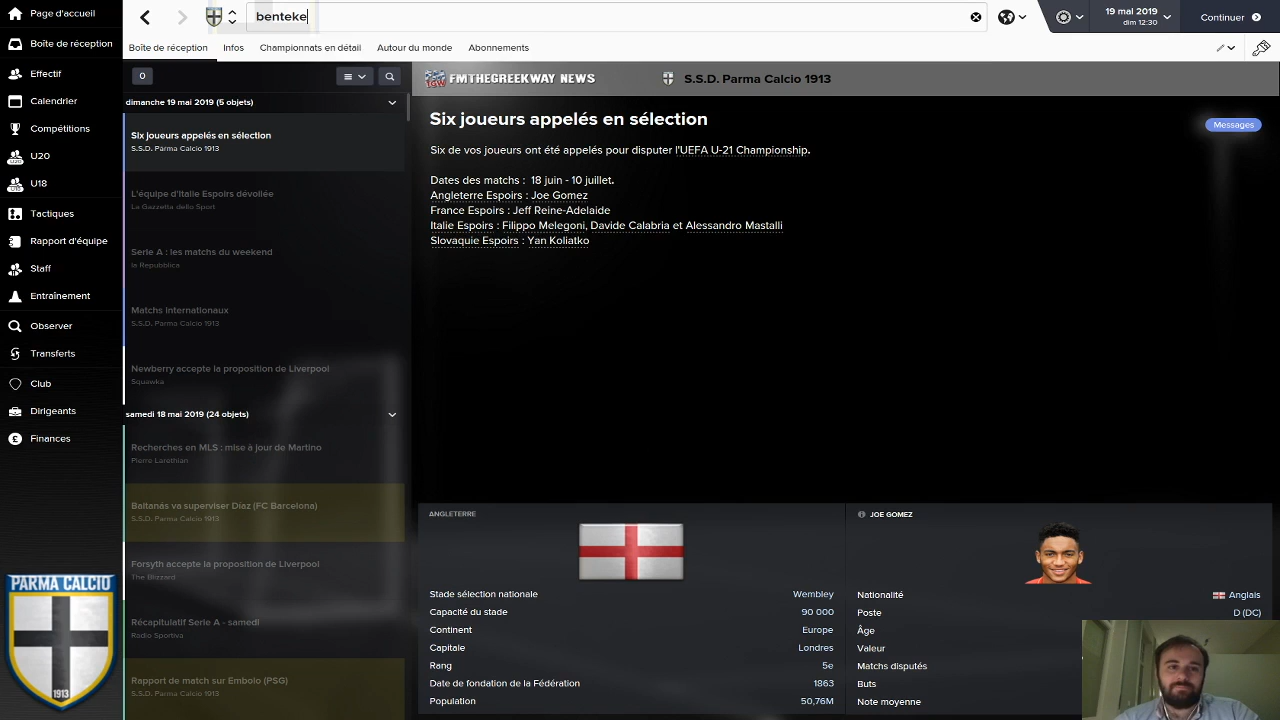 Page d'accueil
Boîte de réception
Effectif
Calendrier
Compétitions
U20
U18
Tactiques
Rapport d'équipe
Staff
Entraînement
Observer
Transferts
Club
Dirigeants
Finances
PARMA CALCIO
1913
benteke
19 mai 2019
dim 12:30
Continuer
Boîte de réception Infos Championnats en détail Autour du monde Abonnements
0
dimanche 19 mai 2019 (5 objets)
Six joueurs appelés en sélection
S.S.D. Parma Calcio 1913
L'équipe d'Italie Espoirs dévoilée
La Gazzetta dello Sport
Serie A : les matchs du weekend
la Repubblica
Matchs internationaux
S.S.D. Parma Calcio 1913
Newberry accepte la proposition de Liverpool
Squawka
samedi 18 mai 2019 (24 objets)
Recherches en MLS : mise à jour de Martino
Pierre Larethian
Baltanás va superviser Díaz (FC Barcelona)
S.S.D. Parma Calcio 1913
Forsyth accepte la proposition de Liverpool
The Blizzard
Récapitulatif Serie A - samedi
Radio Sportiva
Rapport de match sur Embolo (PSG)
S.S.D. Parma Calcio 1913
FMTHEGREEKWAY NEWS
S.S.D. Parma Calcio 1913
Six joueurs appelés en sélection
Messages
Six de vos joueurs ont été appelés pour disputer l'UEFA U-21 Championship.
Dates des matchs : 18 juin - 10 juillet.
Angleterre Espoirs : Joe Gomez
France Espoirs : Jeff Reine-Adelaide
Italie Espoirs : Filippo Melegoni, Davide Calabria et Alessandro Mastalli
Slovaquie Espoirs : Yan Koliatko
ANGLETERRE
Stade sélection nationale Wembley
Capacité du stade 90 000
Continent Europe
Capitale Londres
Rang 5e
Date de fondation de la Fédération 1863
Population 50,76M
JOE GOMEZ
Nationalité Anglais
Poste D (DC)
Âge
Valeur
Matchs disputés
Buts
Note moyenne